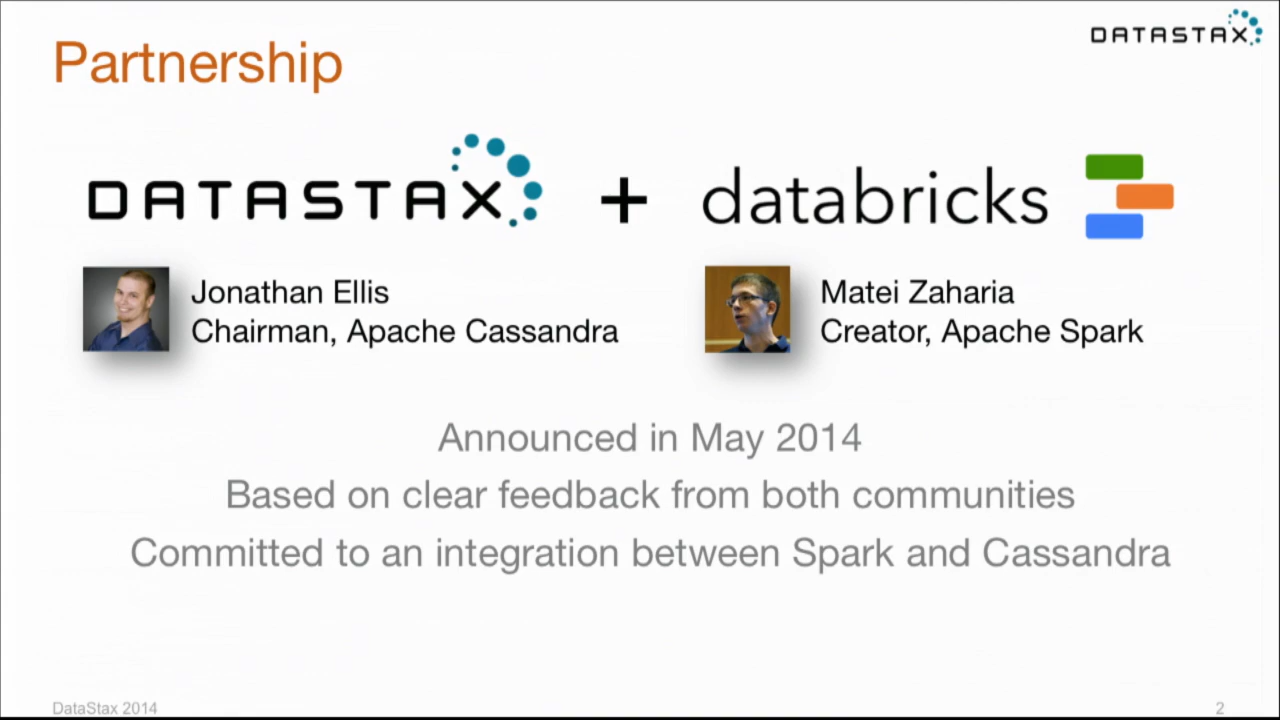 Partnership
DATASTAX
DATASTAX + databricks
Jonathan Ellis
Chairman, Apache Cassandra
Matei Zaharia
Creator, Apache Spark
Announced in May 2014
Based on clear feedback from both communities
Committed to an integration between Spark and Cassandra
DataStax 2014
2